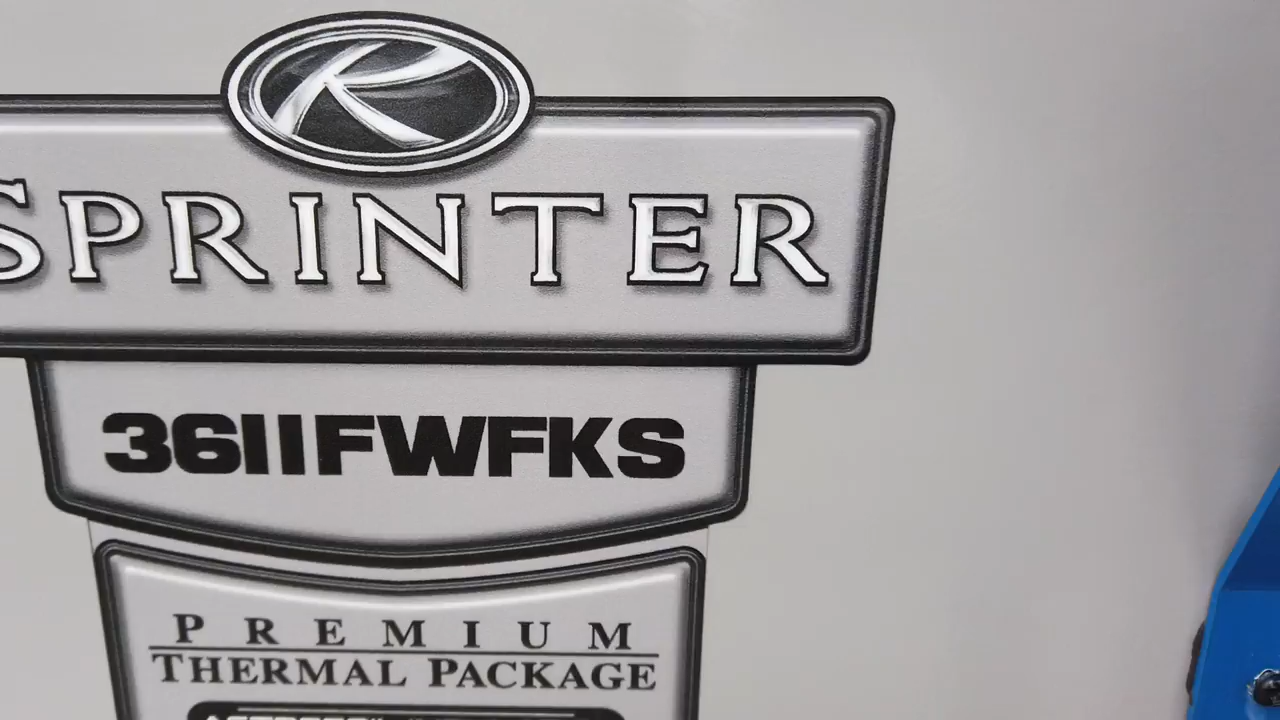 K
SPRINTER
3611FWFKS
PREMIUM
THERMAL PACKAGE